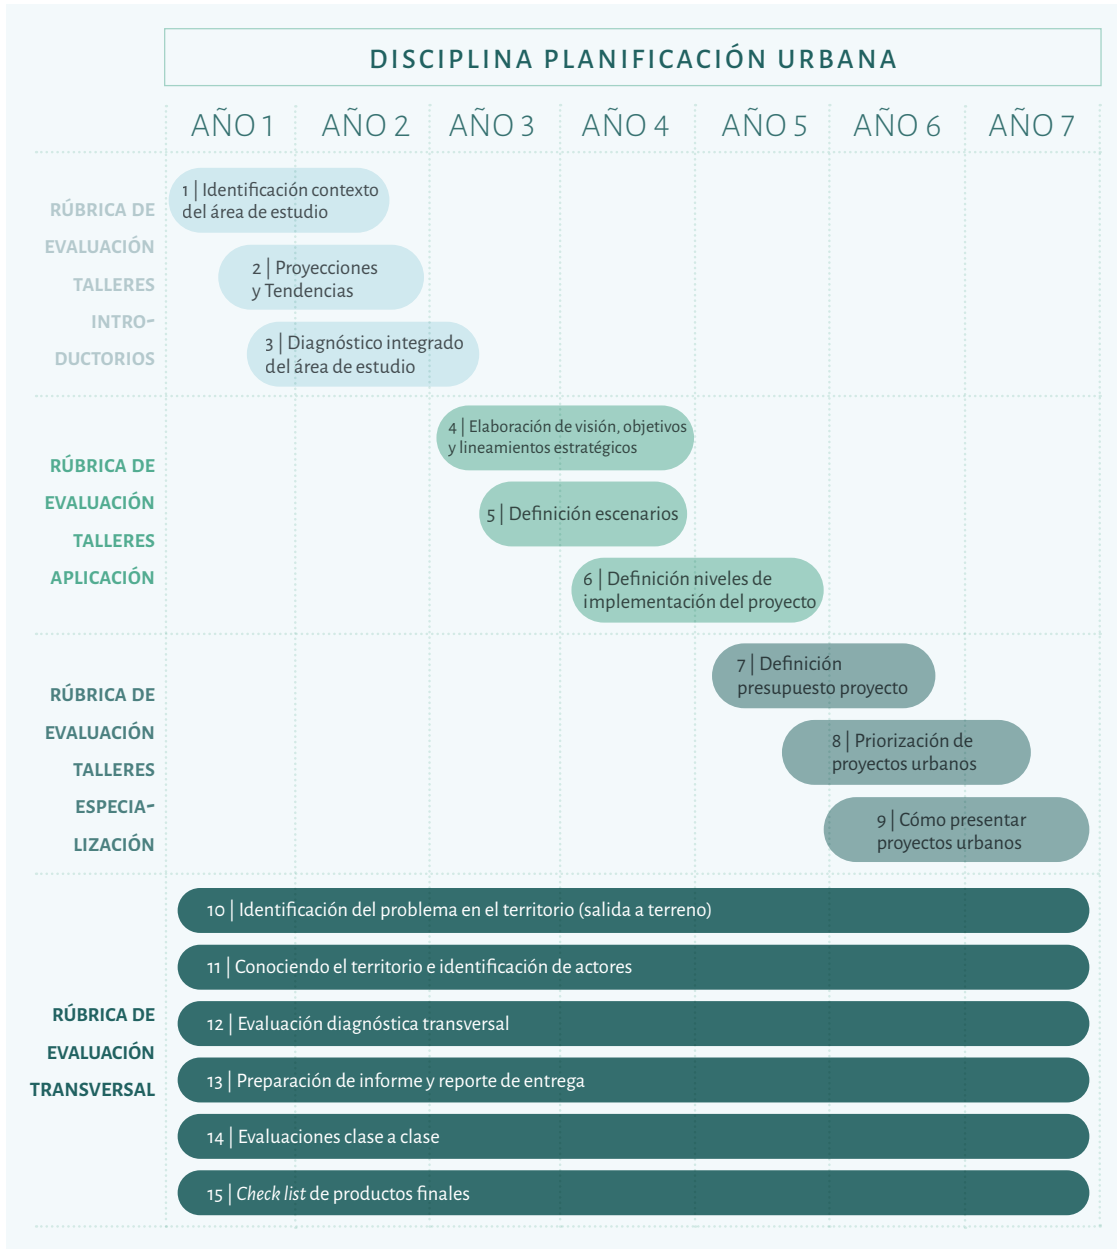 DISCIPLINA PLANIFICACIÓN URBANA
AÑO 1 AÑO 2 AÑO 3 AÑO 4 AÑO 5 AÑO 6 AÑO 7
RÚBRICA DE
EVALUACIÓN
TALLERES
INTRO-
DUCTORIOS
1 | Identificación contexto
del área de estudio
2 | Proyecciones
y Tendencias
3 | Diagnóstico integrado
del área de estudio
RÚBRICA DE
EVALUACIÓN
TALLERES
APLICACIÓN
4 | Elaboración de visión, objetivos
y lineamientos estratégicos
5 | Definición escenarios
6 | Definición niveles de
implementación del proyecto
RÚBRICA DE
EVALUACIÓN
TALLERES
ESPECIA-
LIZACIÓN
7 | Definición
presupuesto proyecto
8 | Priorización de
proyectos urbanos
9 | Cómo presentar
proyectos urbanos
RÚBRICA DE
EVALUACIÓN
TRANSVERSAL
10 | Identificación del problema en el territorio (salida a terreno)
11 | Conociendo el territorio e identificación de actores
12 | Evaluación diagnóstica transversal
13 | Preparación de informe y reporte de entrega
14 | Evaluaciones clase a clase
15 | Check list de productos finales